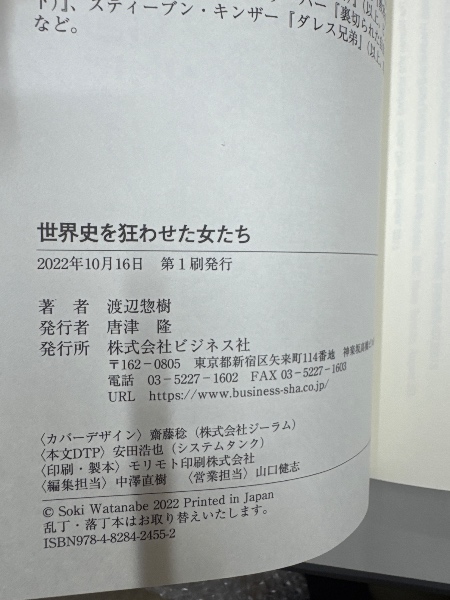 ト)』、スティーブン・キンザー『ダレス兄弟』(以上、
など。
世界史を狂わせた女たち
2022年10月16日　第1刷発行
著　者　渡辺惣樹
発行者　唐津　隆
発行所　株式会社ビジネス社
〒162-0805　東京都新宿区矢来町114番地
電話　03-5227-1602　FAX 03-5227-1603
URL　https://www.business-sha.co.jp/
〈カバーデザイン〉齋藤稔（株式会社ジーラム）
〈本文DTP〉安田浩也（システムタンク）
〈印刷・製本〉モリモト印刷株式会社
〈編集担当〉中澤直樹　〈営業担当〉山口健志
© Soki Watanabe 2022 Printed in Japan
乱丁・落丁本はお取り替えいたします。
ISBN978-4-8284-2455-2